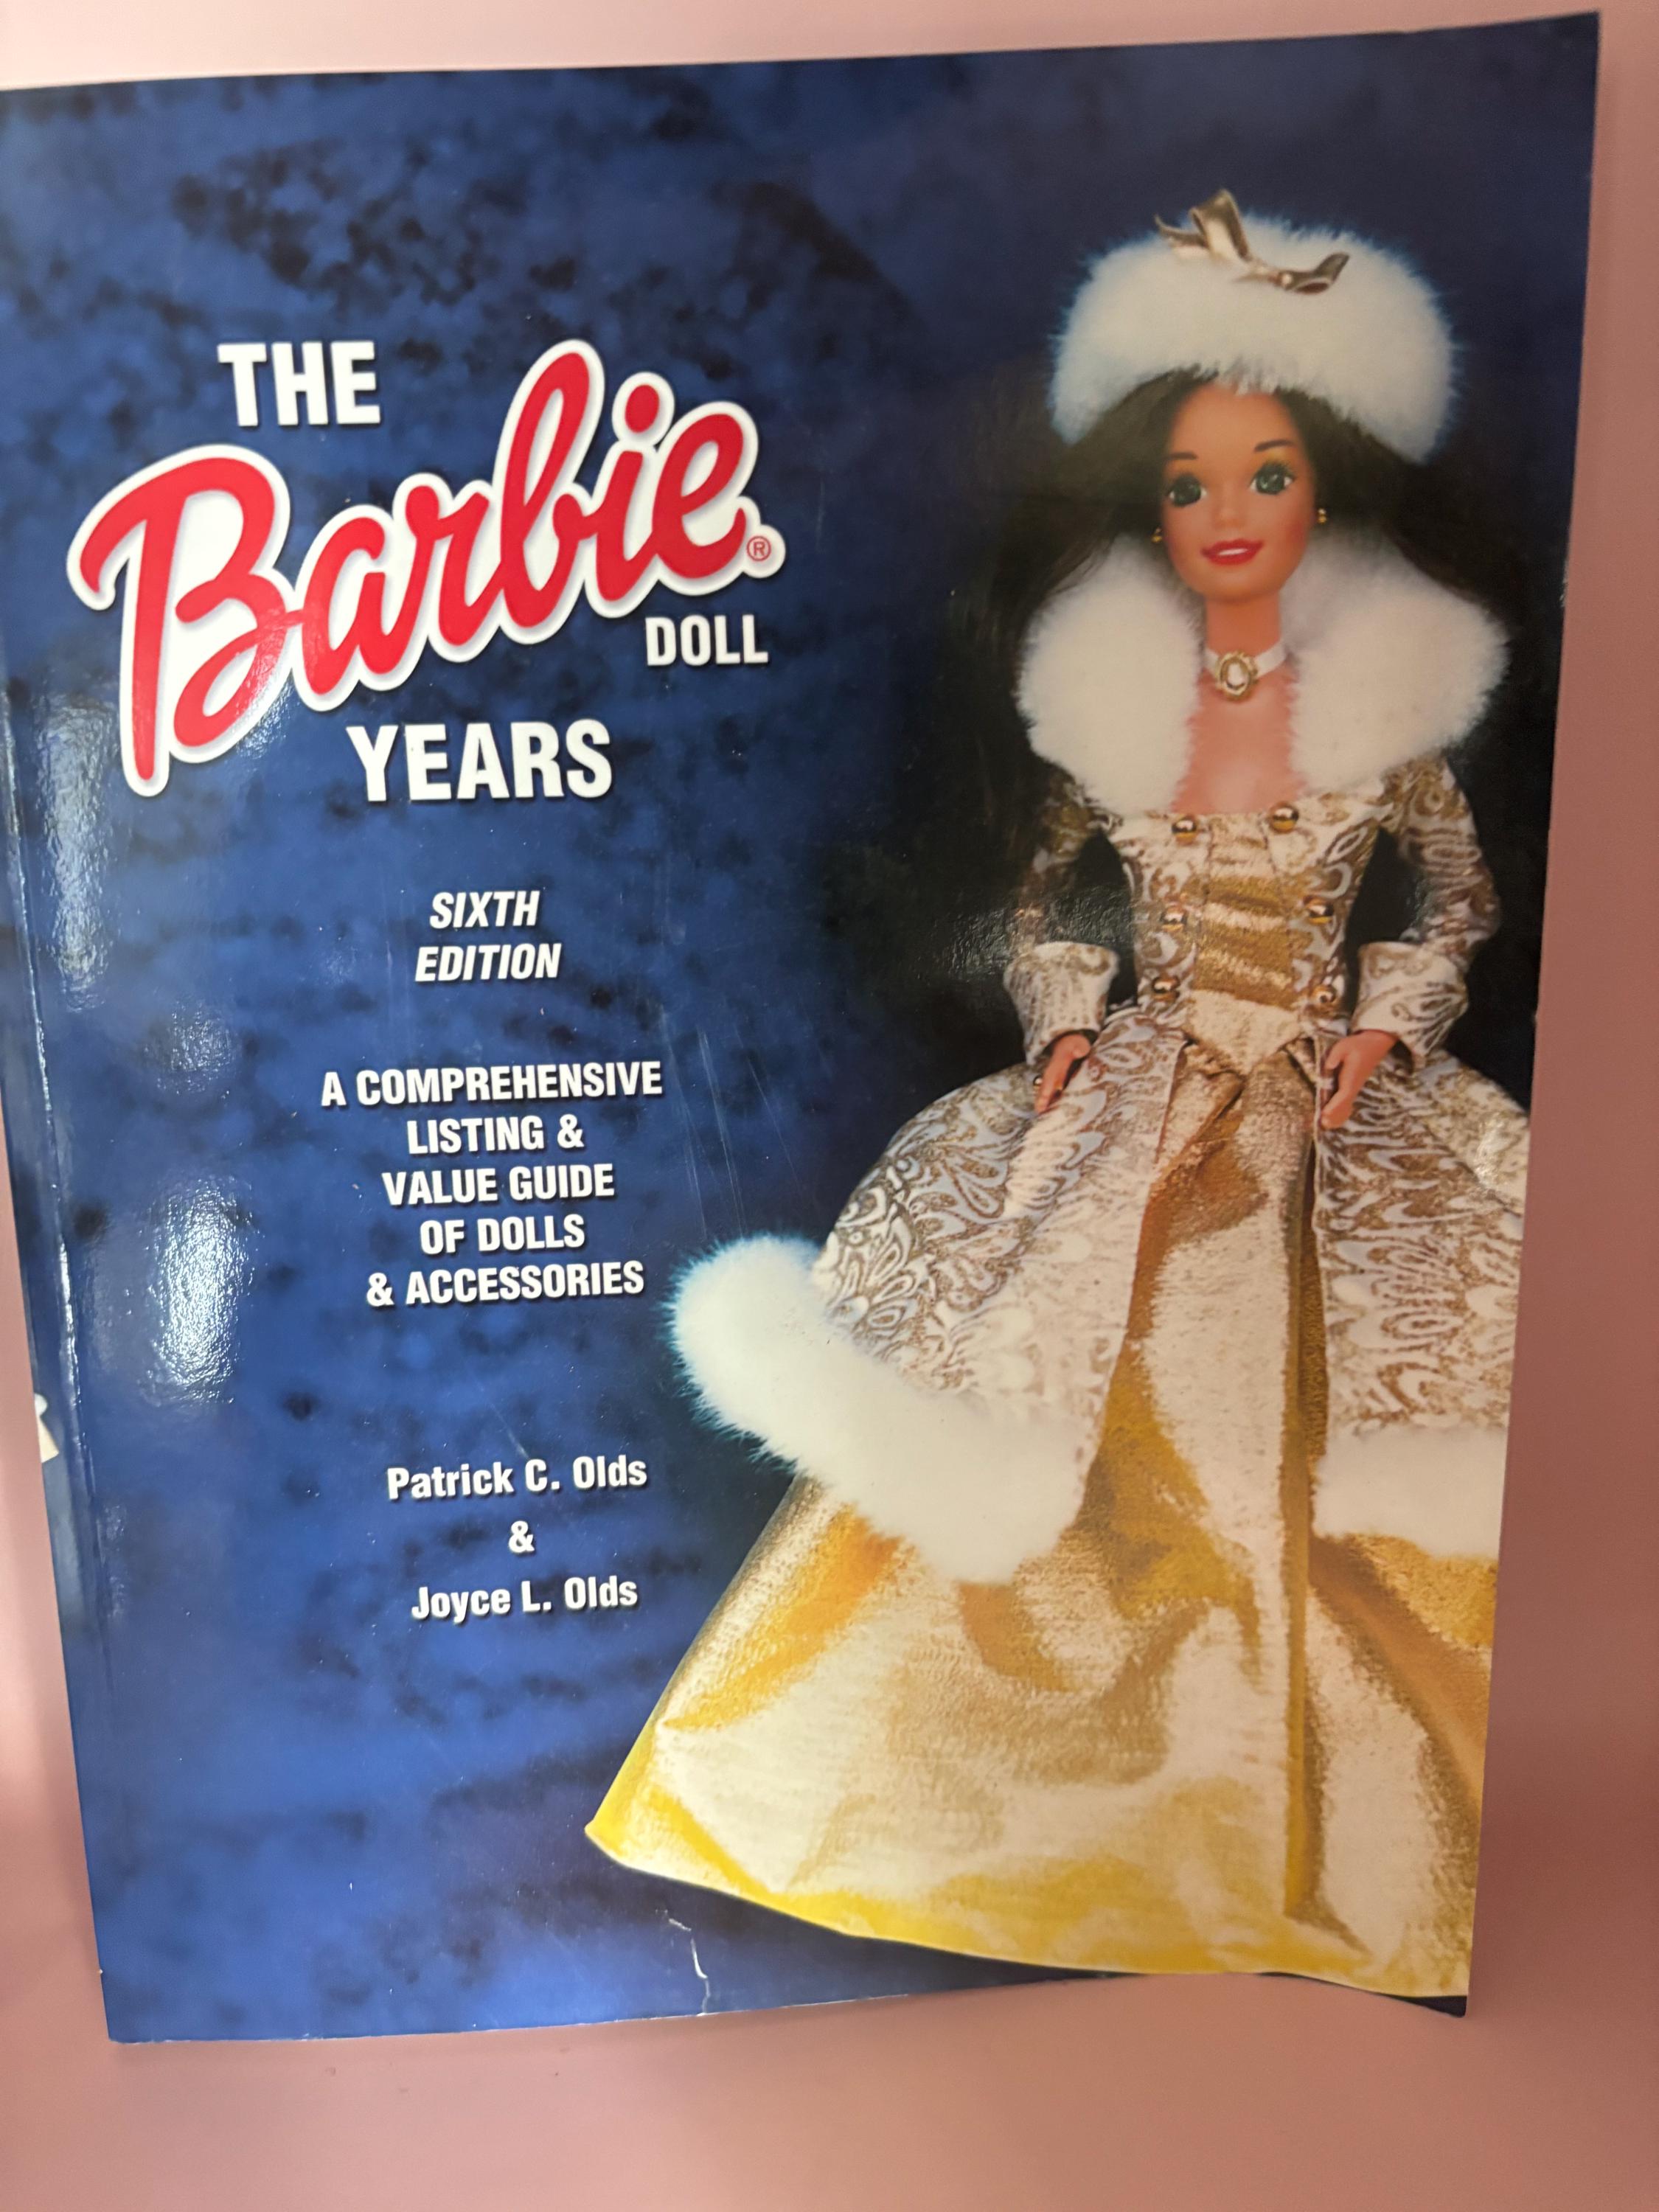 THE
Barbie®
DOLL
YEARS
SIXTH
EDITION
A COMPREHENSIVE
LISTING &
VALUE GUIDE
OF DOLLS
& ACCESSORIES
Patrick C. Olds
&
Joyce L. Olds